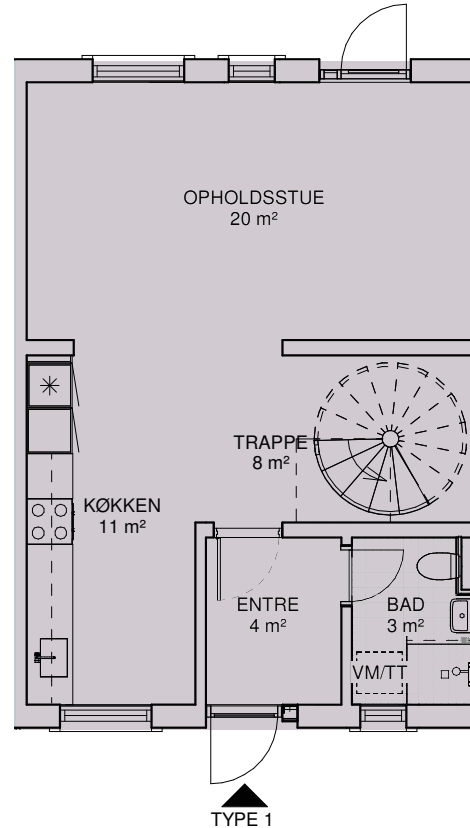 OPHOLDSSTUE
20 m²
TRAPPE
8 m²
KØKKEN
11 m²
ENTRE
4 m²
BAD
3 m²
VM/TT
TYPE 1